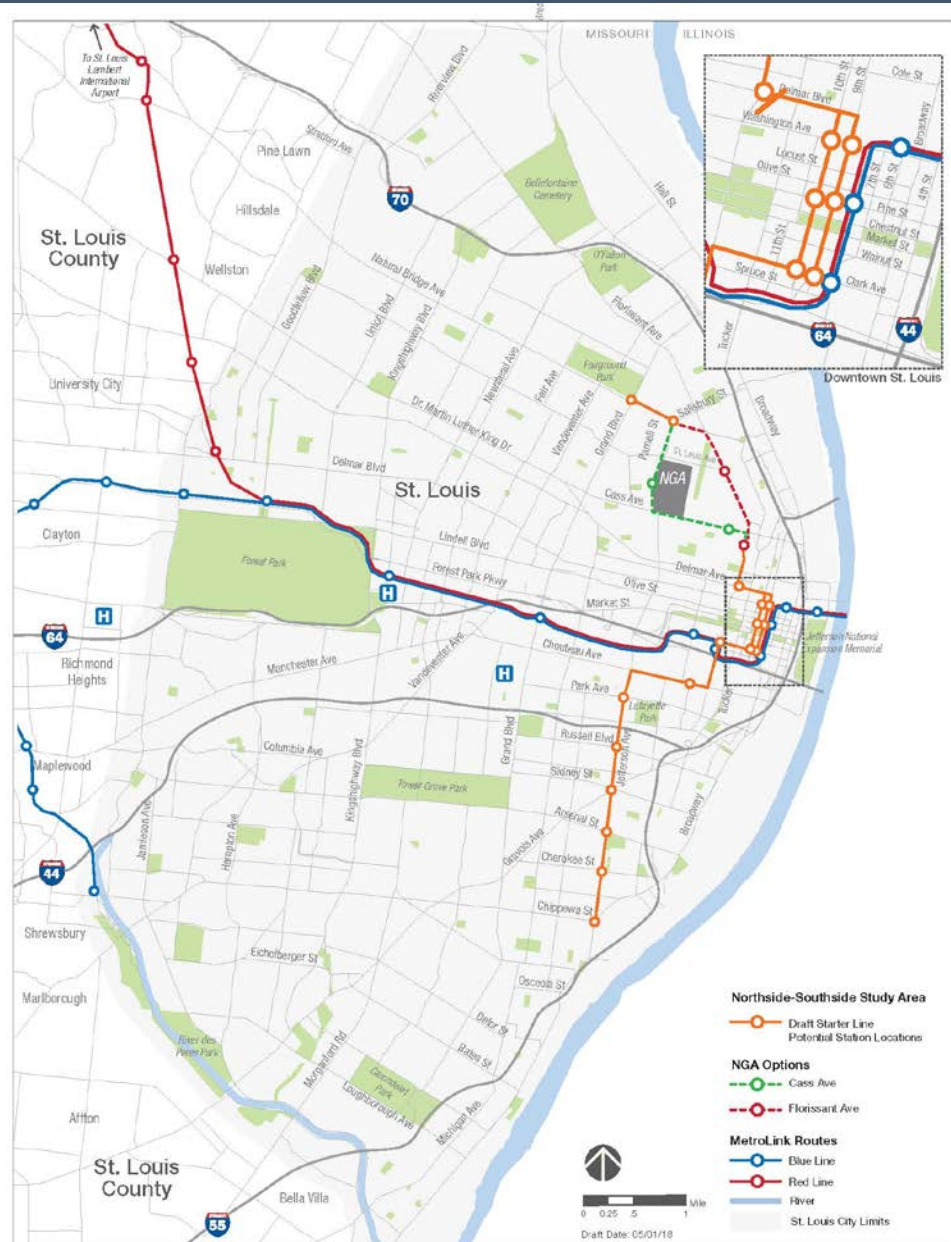 MISSOURI
ILLINOIS
To St. Louis
Lambert
International
Airport
Riverview Blvd
Stratford Ave
Pine Lawn
Hillsdale
70
Bellefontaine
Cemetery
Hall St
St. Louis
County
Wellston
Goodfellow Blvd
Natural Bridge Ave
Union Blvd
Kingshighway Blvd
O'Fallon
Park
Florissant Ave
Newstead Ave
Fair Ave
Fairground
Park
Vandeventer Ave
Grand Blvd
Salisbury St
Parnell St
Broadway
University City
Dr. Martin Luther King Dr
St. Louis Ave
NGA
Cass Ave
Delmar Blvd
St. Louis
Clayton
Forest Park
Lindell Blvd
Forest Park Pkwy
Olive St
Market St
Delmar Ave
H
H
H
64
Richmond
Heights
Manchester Ave
Vandeventer Ave
Chouteau Ave
Park Ave
Tucker
Lafayette
Park
Jefferson National
Expansion Memorial
Russell Blvd
Jefferson Ave
Maplewood
Columbia Ave
Grand Blvd
Kingshighway Blvd
Tower Grove Park
Sidney St
Jamieson Ave
Hampton Ave
Gravois Ave
Arsenal St
Broadway
Cherokee St
44
Chippewa St
Shrewsbury
Eichelberger St
Osceola St
Marlborough
River des
Peres Park
Morganford Rd
Delor St
Bates St
Carondelet
Park
Loughborough Ave
Michigan Ave
Affton
St. Louis
County
Bella Villa
55
10th St
9th St
Cole St
Delmar Blvd
Washington Ave
Broadway
Locust St
Olive St
7th St
6th St
4th St
Pine St
Chestnut St
Market St
Walnut St
11th St
Spruce St
Clark Ave
Tucker
64
44
Downtown St. Louis
Northside-Southside Study Area
Draft Starter Line
Potential Station Locations
NGA Options
Cass Ave
Florissant Ave
MetroLink Routes
Blue Line
Red Line
River
St. Louis City Limits
0 0.25 .5 1 Mile
Draft Date: 05/01/18